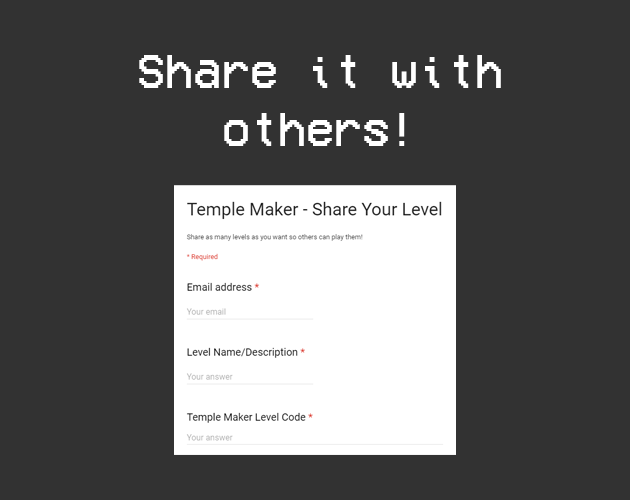 Share it with
others!
Temple Maker - Share Your Level
Share as many levels as you want so others can play them!
* Required
Email address *
Your email
Level Name/Description *
Your answer
Temple Maker Level Code *
Your answer